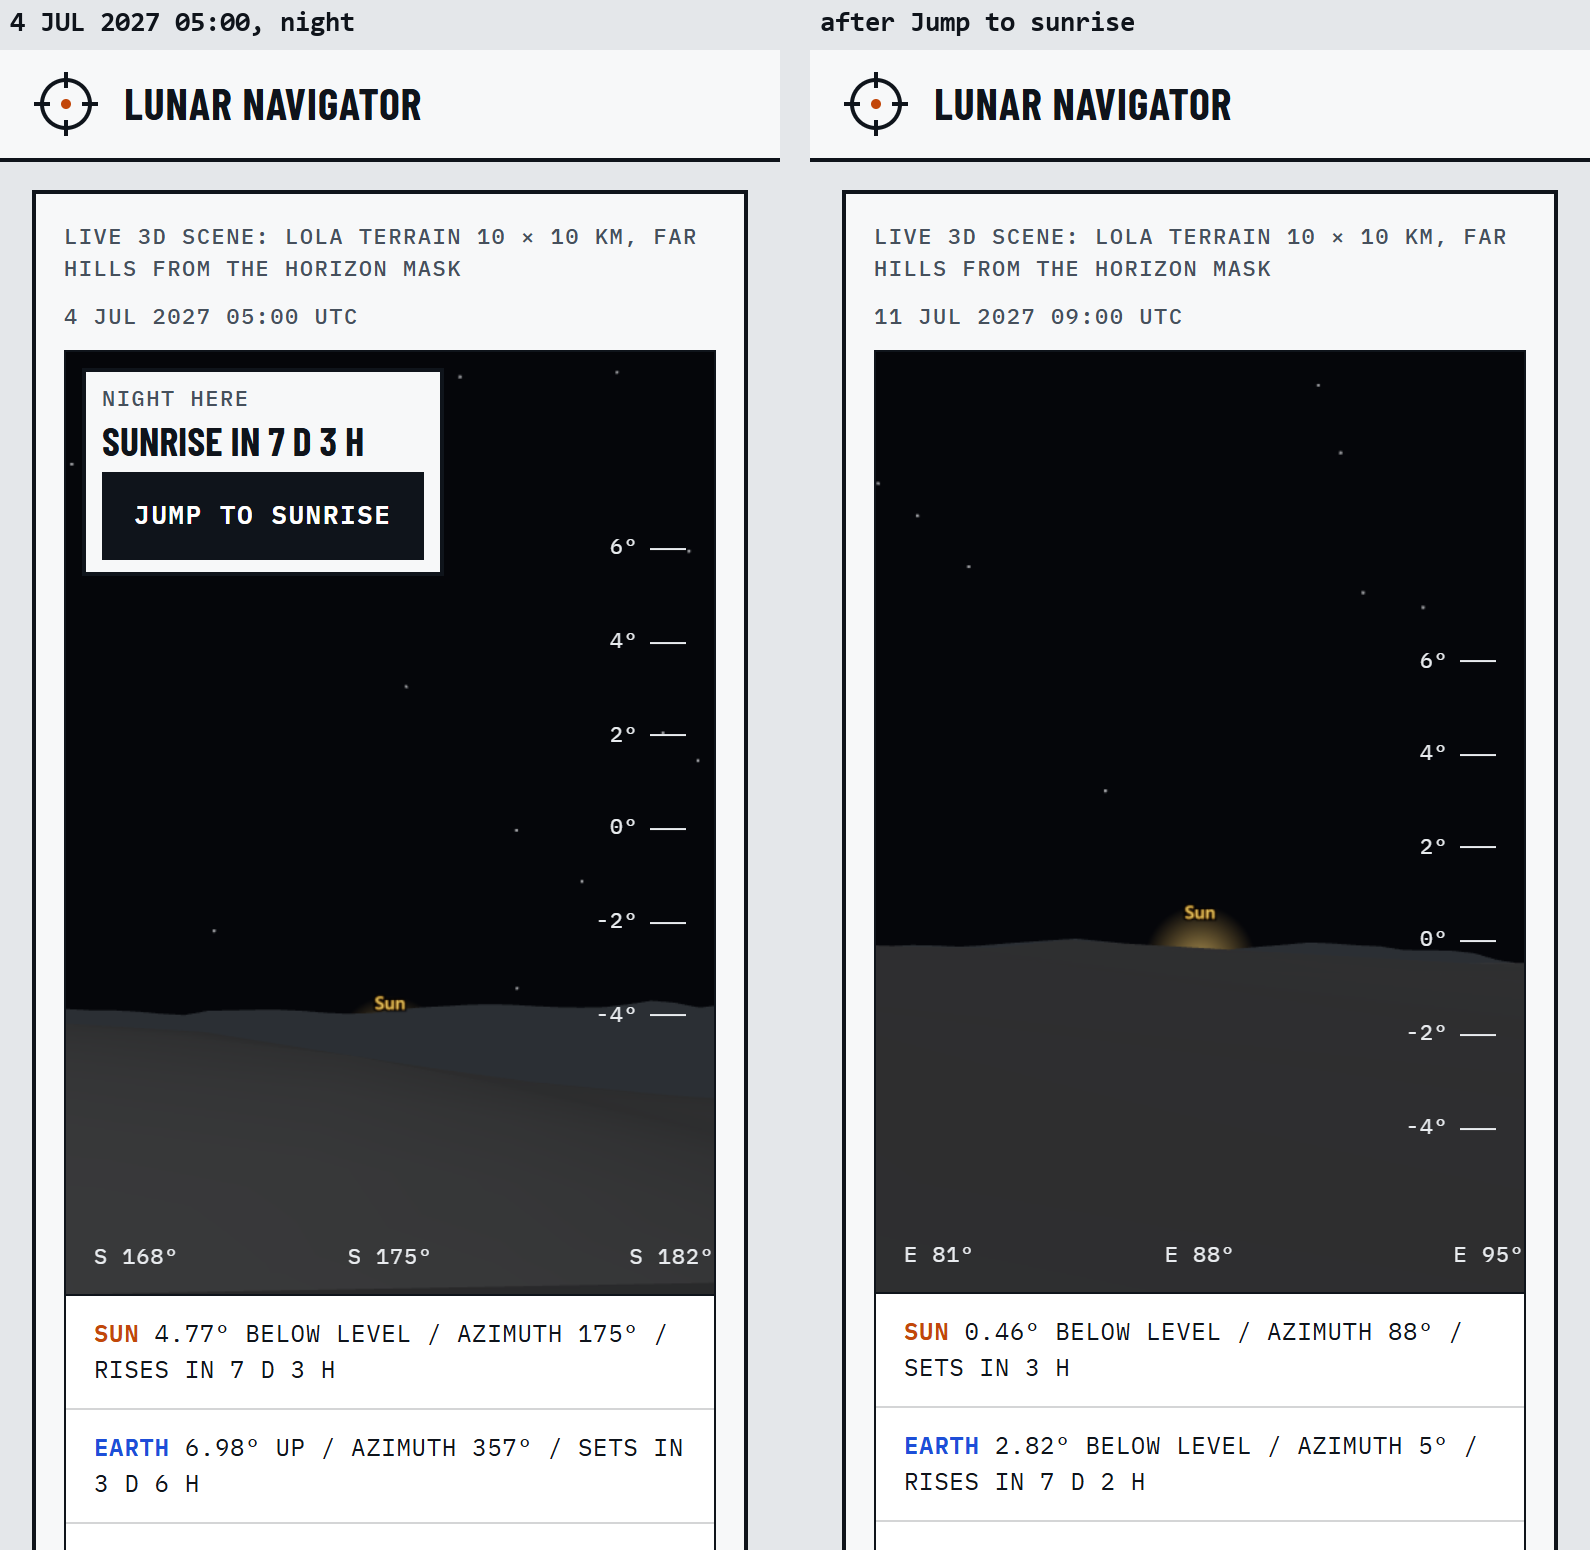 4 JUL 2027 05:00, night
LUNAR NAVIGATOR
LIVE 3D SCENE: LOLA TERRAIN 10 × 10 KM, FAR
HILLS FROM THE HORIZON MASK
4 JUL 2027 05:00 UTC
NIGHT HERE
SUNRISE IN 7 D 3 H
JUMP TO SUNRISE
6°
4°
2°
0°
-2°
Sun
-4°
S 168°
S 175°
S 182°
SUN 4.77° BELOW LEVEL / AZIMUTH 175° /
RISES IN 7 D 3 H
EARTH 6.98° UP / AZIMUTH 357° / SETS IN
3 D 6 H
after Jump to sunrise
LUNAR NAVIGATOR
LIVE 3D SCENE: LOLA TERRAIN 10 × 10 KM, FAR
HILLS FROM THE HORIZON MASK
11 JUL 2027 09:00 UTC
6°
4°
2°
Sun
0°
-2°
-4°
E 81°
E 88°
E 95°
SUN 0.46° BELOW LEVEL / AZIMUTH 88° /
SETS IN 3 H
EARTH 2.82° BELOW LEVEL / AZIMUTH 5° /
RISES IN 7 D 2 H